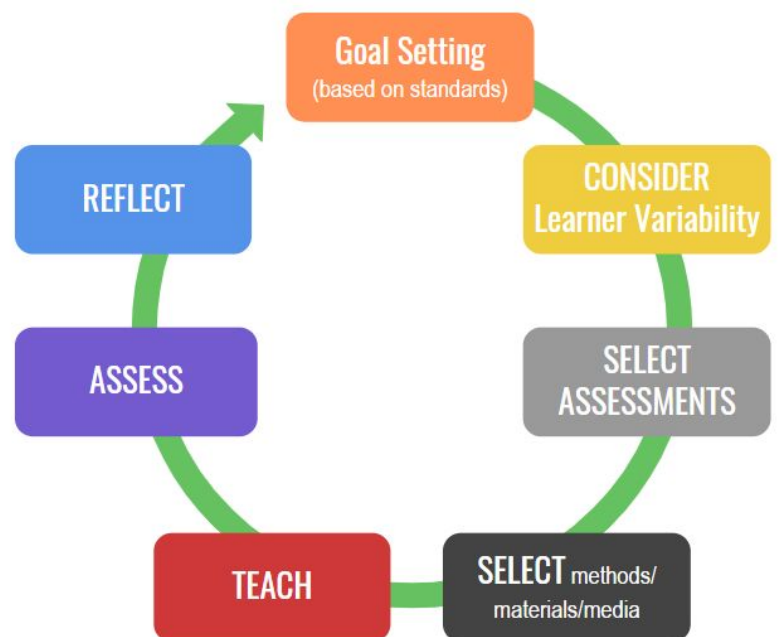 Goal Setting
(based on standards)
CONSIDER
Learner Variability
SELECT
ASSESSMENTS
SELECT methods/
materials/media
TEACH
ASSESS
REFLECT